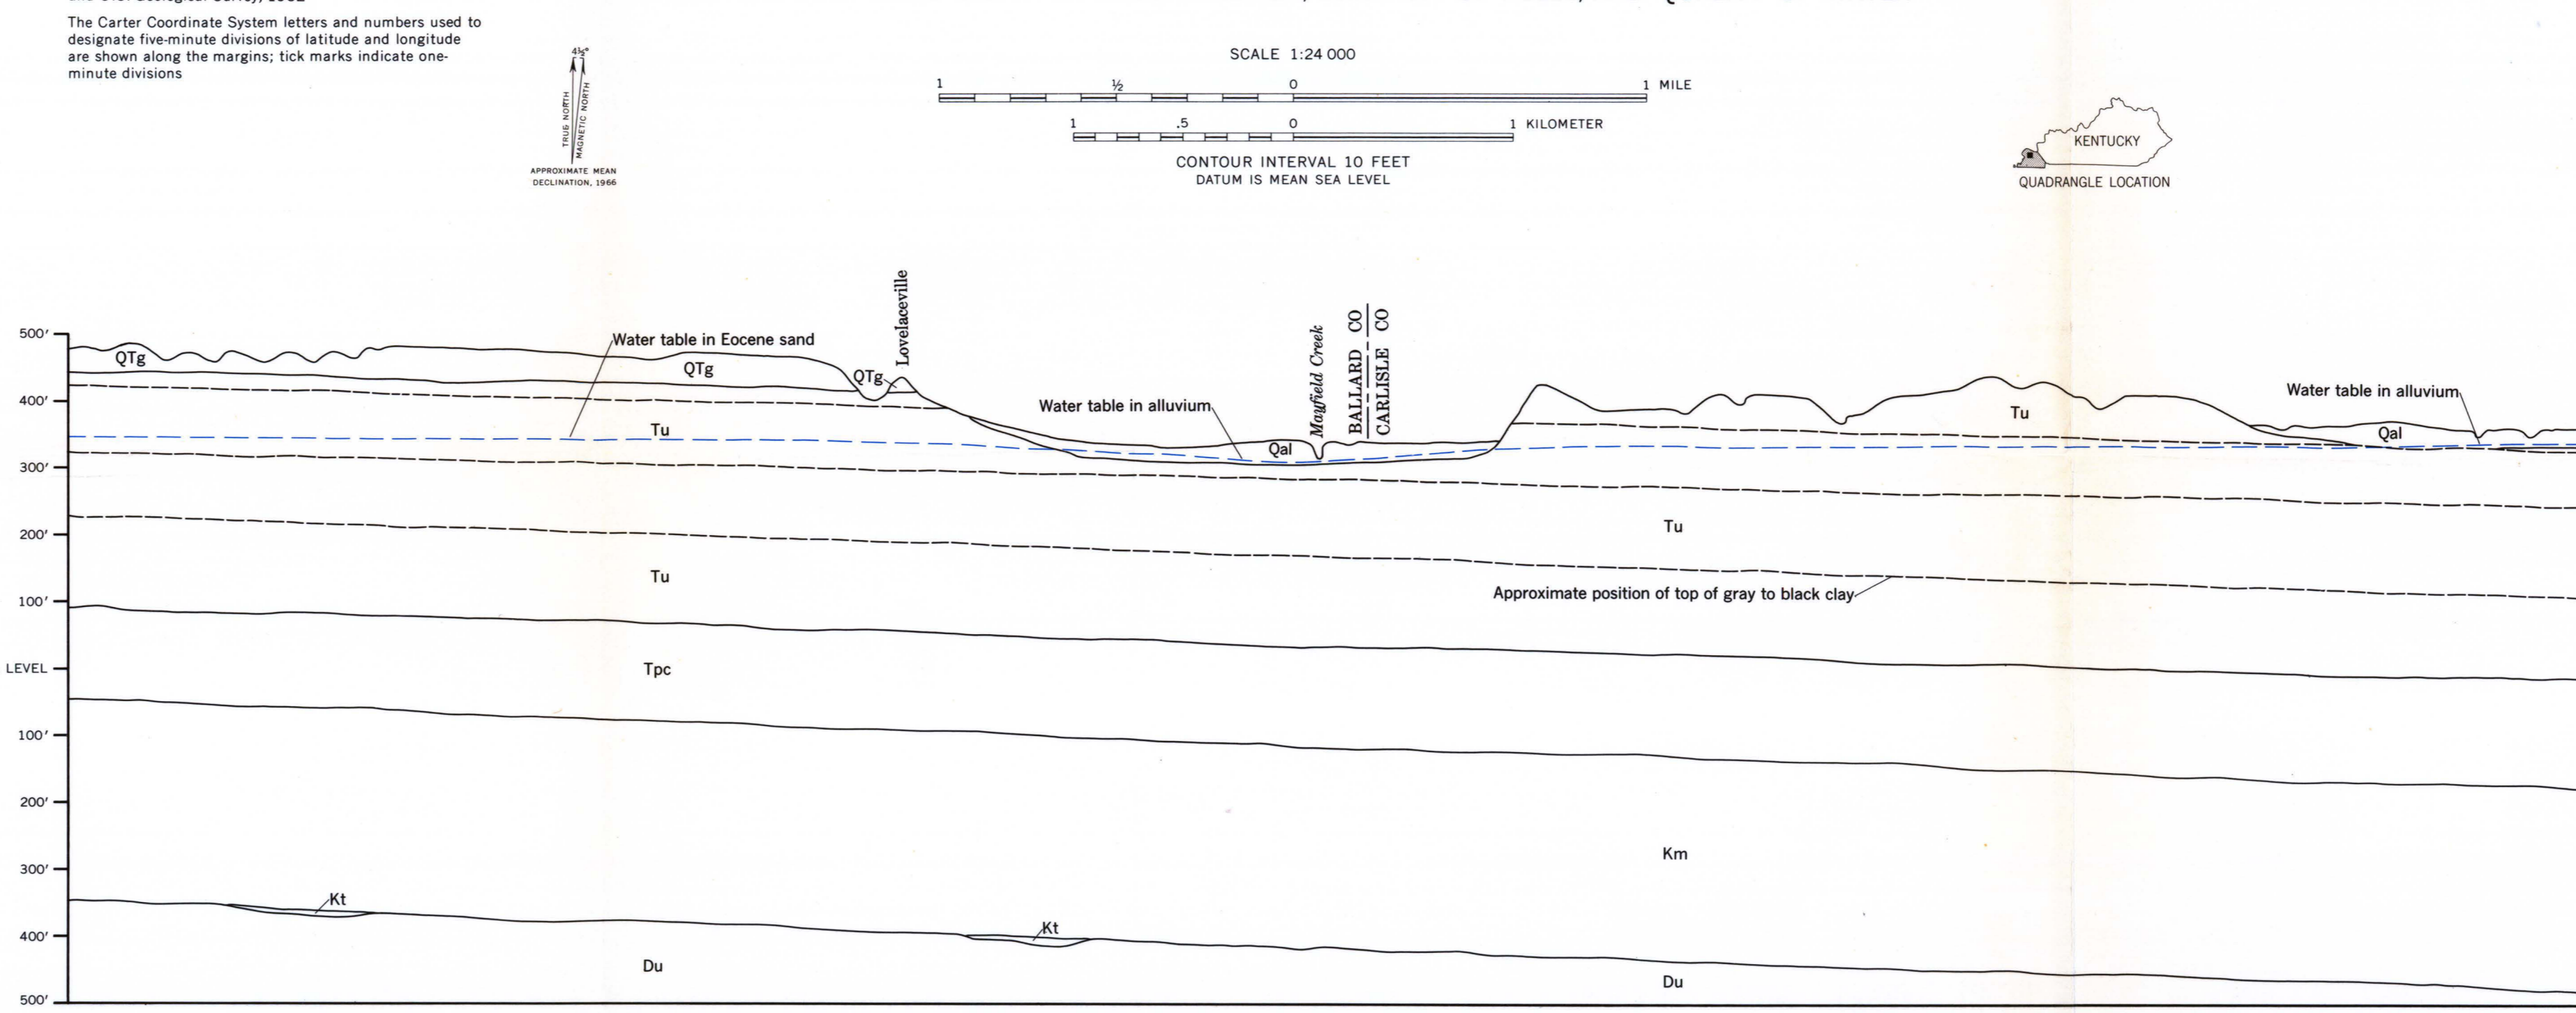 The Carter Coordinate System letters and numbers used to
designate five-minute divisions of latitude and longitude
are shown along the margins; tick marks indicate one-
minute divisions
4½°
TRUE NORTH
MAGNETIC NORTH
APPROXIMATE MEAN
DECLINATION, 1966
SCALE 1:24 000
1 ½ 0 1 MILE
1 .5 0 1 KILOMETER
CONTOUR INTERVAL 10 FEET
DATUM IS MEAN SEA LEVEL
KENTUCKY
QUADRANGLE LOCATION
500′
400′
300′
200′
100′
LEVEL
100′
200′
300′
400′
500′
QTg
Water table in Eocene sand
QTg
QTg
Lovelaceville
Water table in alluvium
Mayfield Creek
BALLARD CO
CARLISLE CO
Qal
Tu
Water table in alluvium
Qal
Tu
Tu
Tu
Approximate position of top of gray to black clay
Tpc
Km
Kt
Kt
Du
Du